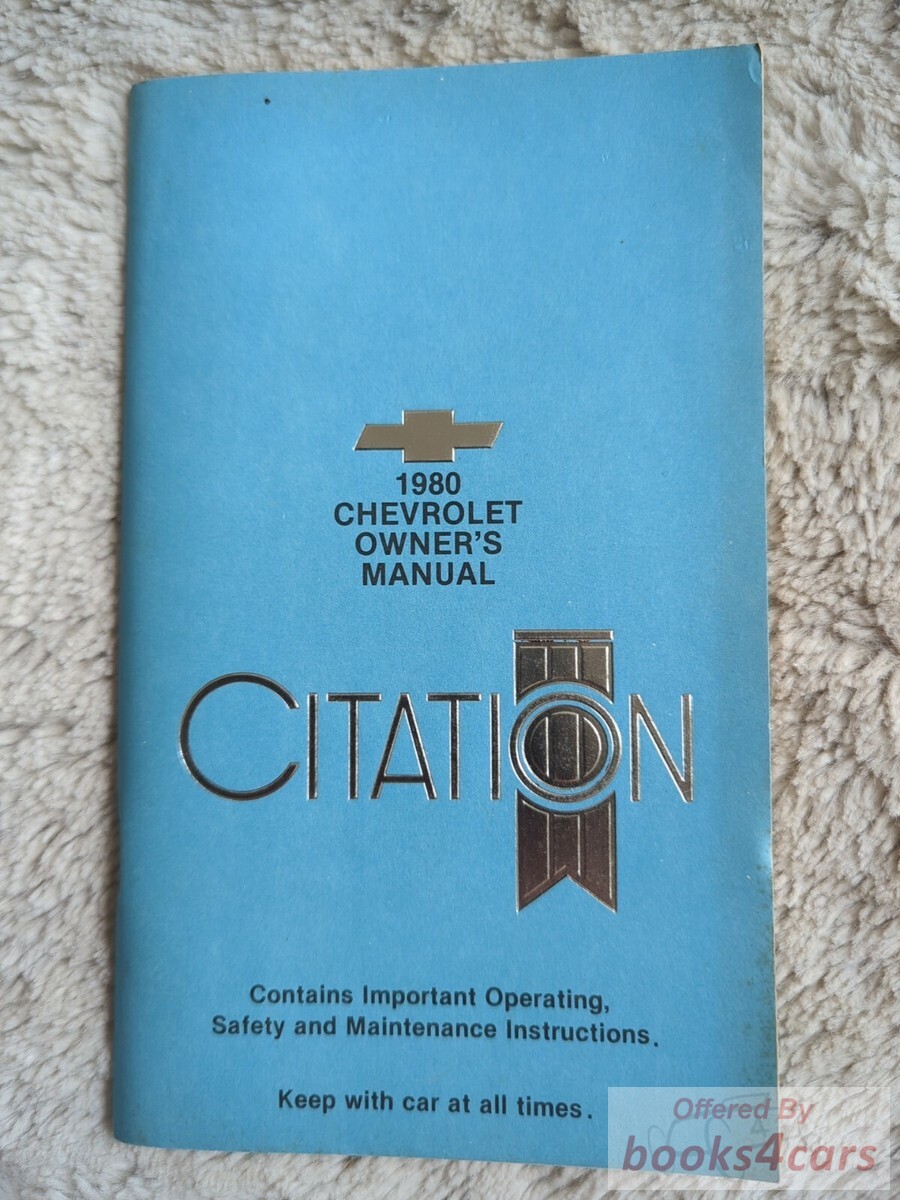 1980
CHEVROLET
OWNER'S
MANUAL
CITATION
Contains Important Operating,
Safety and Maintenance Instructions.
Keep with car at all times.
Offered By
books4cars